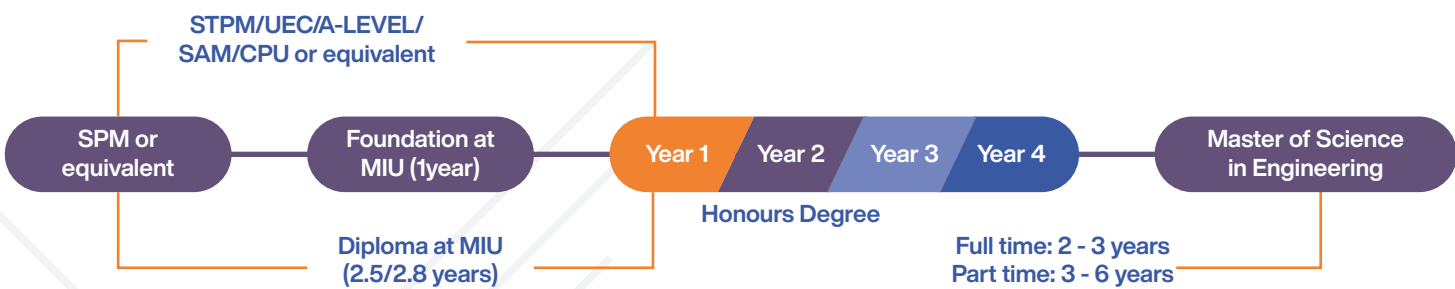 STPM/UEC/A-LEVEL/
SAM/CPU or equivalent
SPM or
equivalent
Foundation at
MIU (1year)
Year 1
Year 2
Year 3
Year 4
Master of Science
in Engineering
Honours Degree
Diploma at MIU
(2.5/2.8 years)
Full time: 2 - 3 years
Part time: 3 - 6 years